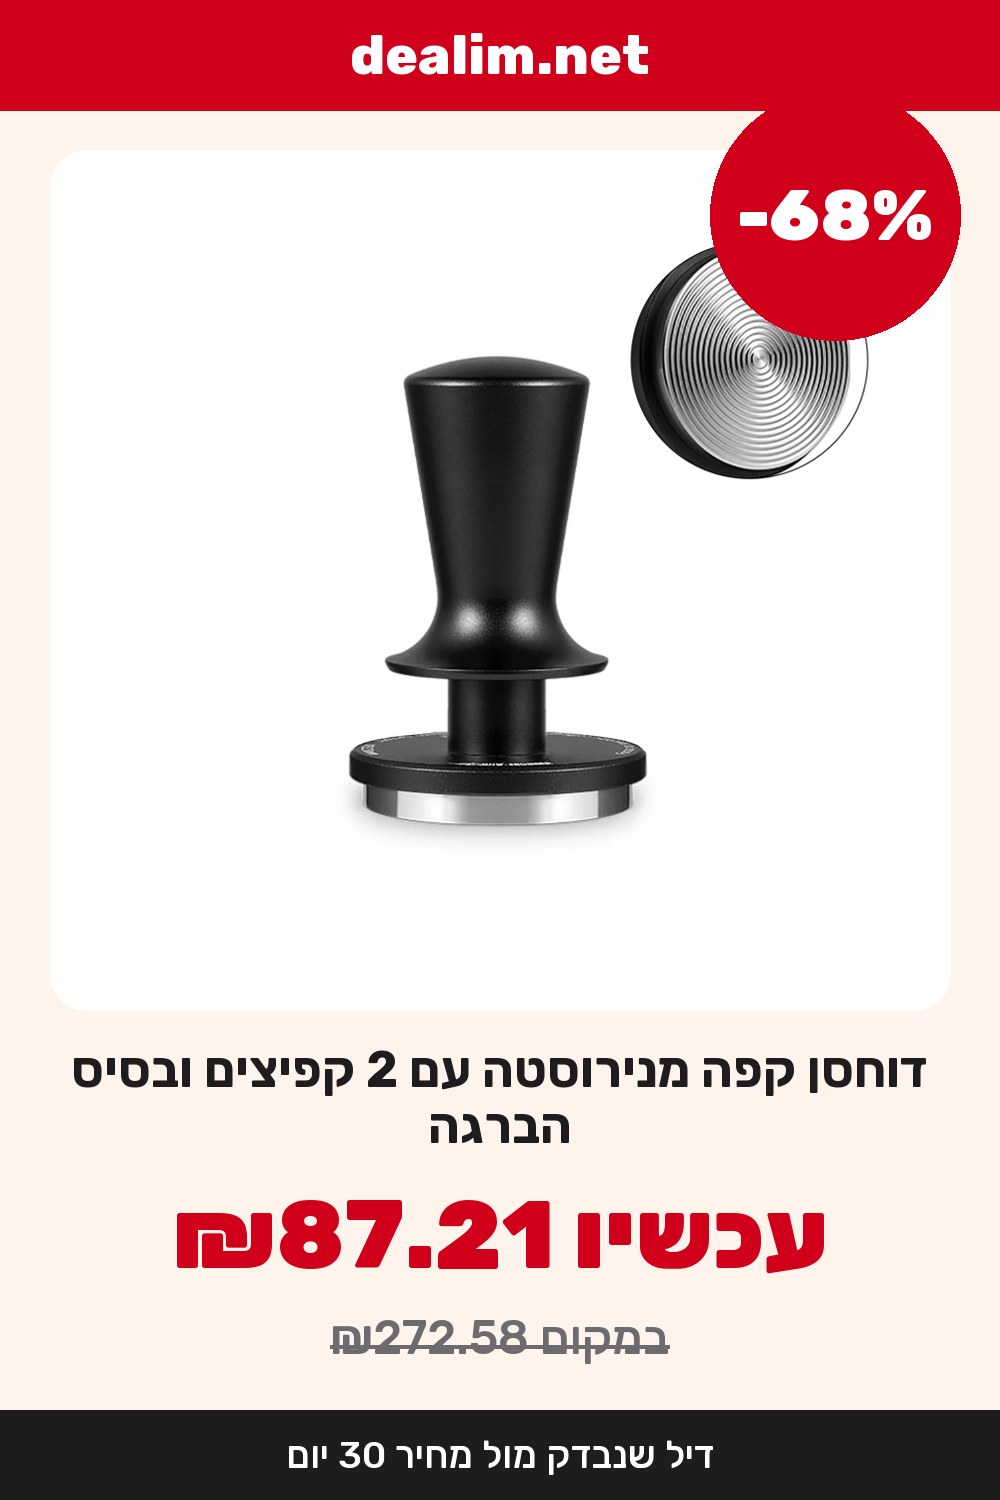 dealim.net
-68%
דוחסן קפה מנירוסטה עם 2 קפיצים ובסיס
הברגה
עכשיו ₪87.21
במקום ₪272.58
דיל שנבדק מול מחיר 30 יום